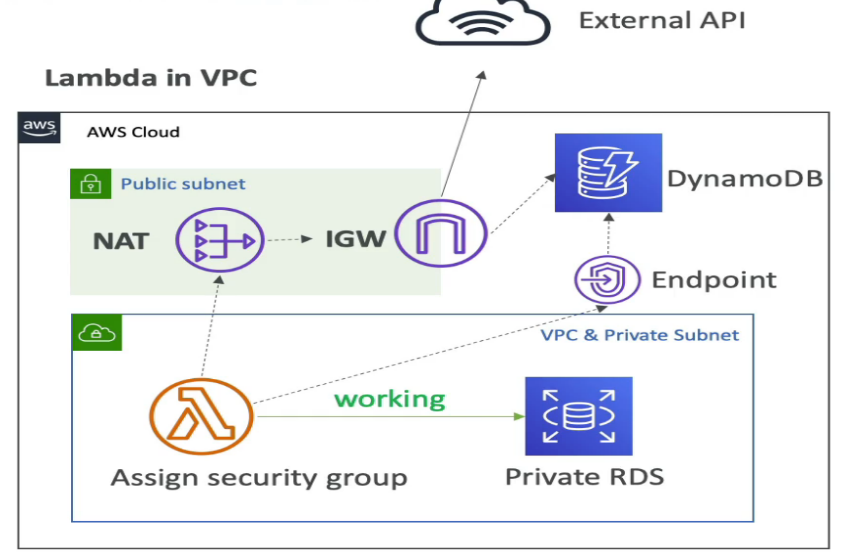 External API
Lambda in VPC
aws
AWS Cloud
Public subnet
DynamoDB
NAT
IGW
Endpoint
VPC & Private Subnet
working
Assign security group
Private RDS